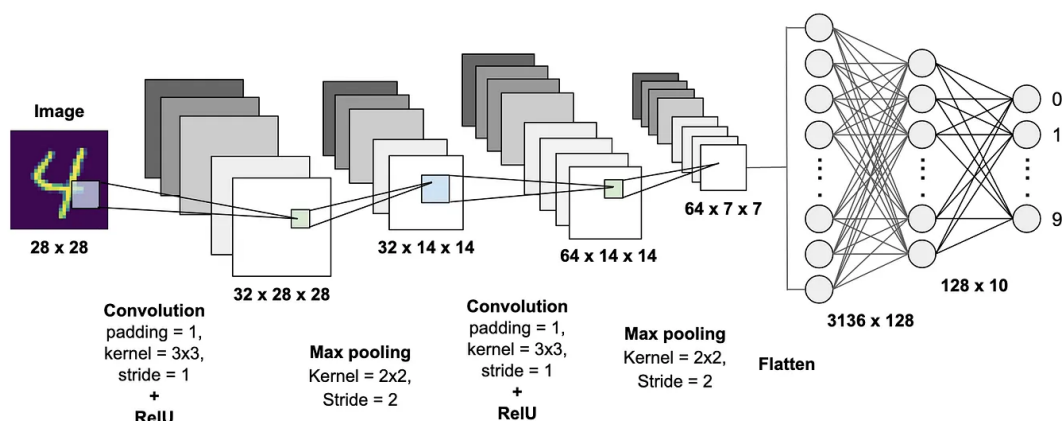 Image
28 x 28
32 x 28 x 28
Convolution
padding = 1,
kernel = 3x3,
stride = 1
+
RelU
32 x 14 x 14
Max pooling
Kernel = 2x2,
Stride = 2
64 x 14 x 14
Convolution
padding = 1,
kernel = 3x3,
stride = 1
+
RelU
64 x 7 x 7
Max pooling
Kernel = 2x2,
Stride = 2
Flatten
3136 x 128
128 x 10
0
1
9
4